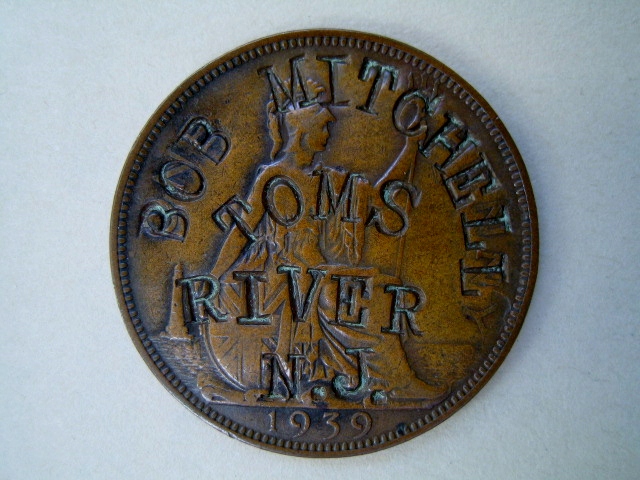 BOB MITCHELL
TOMS
RIVER
N.J.
1939